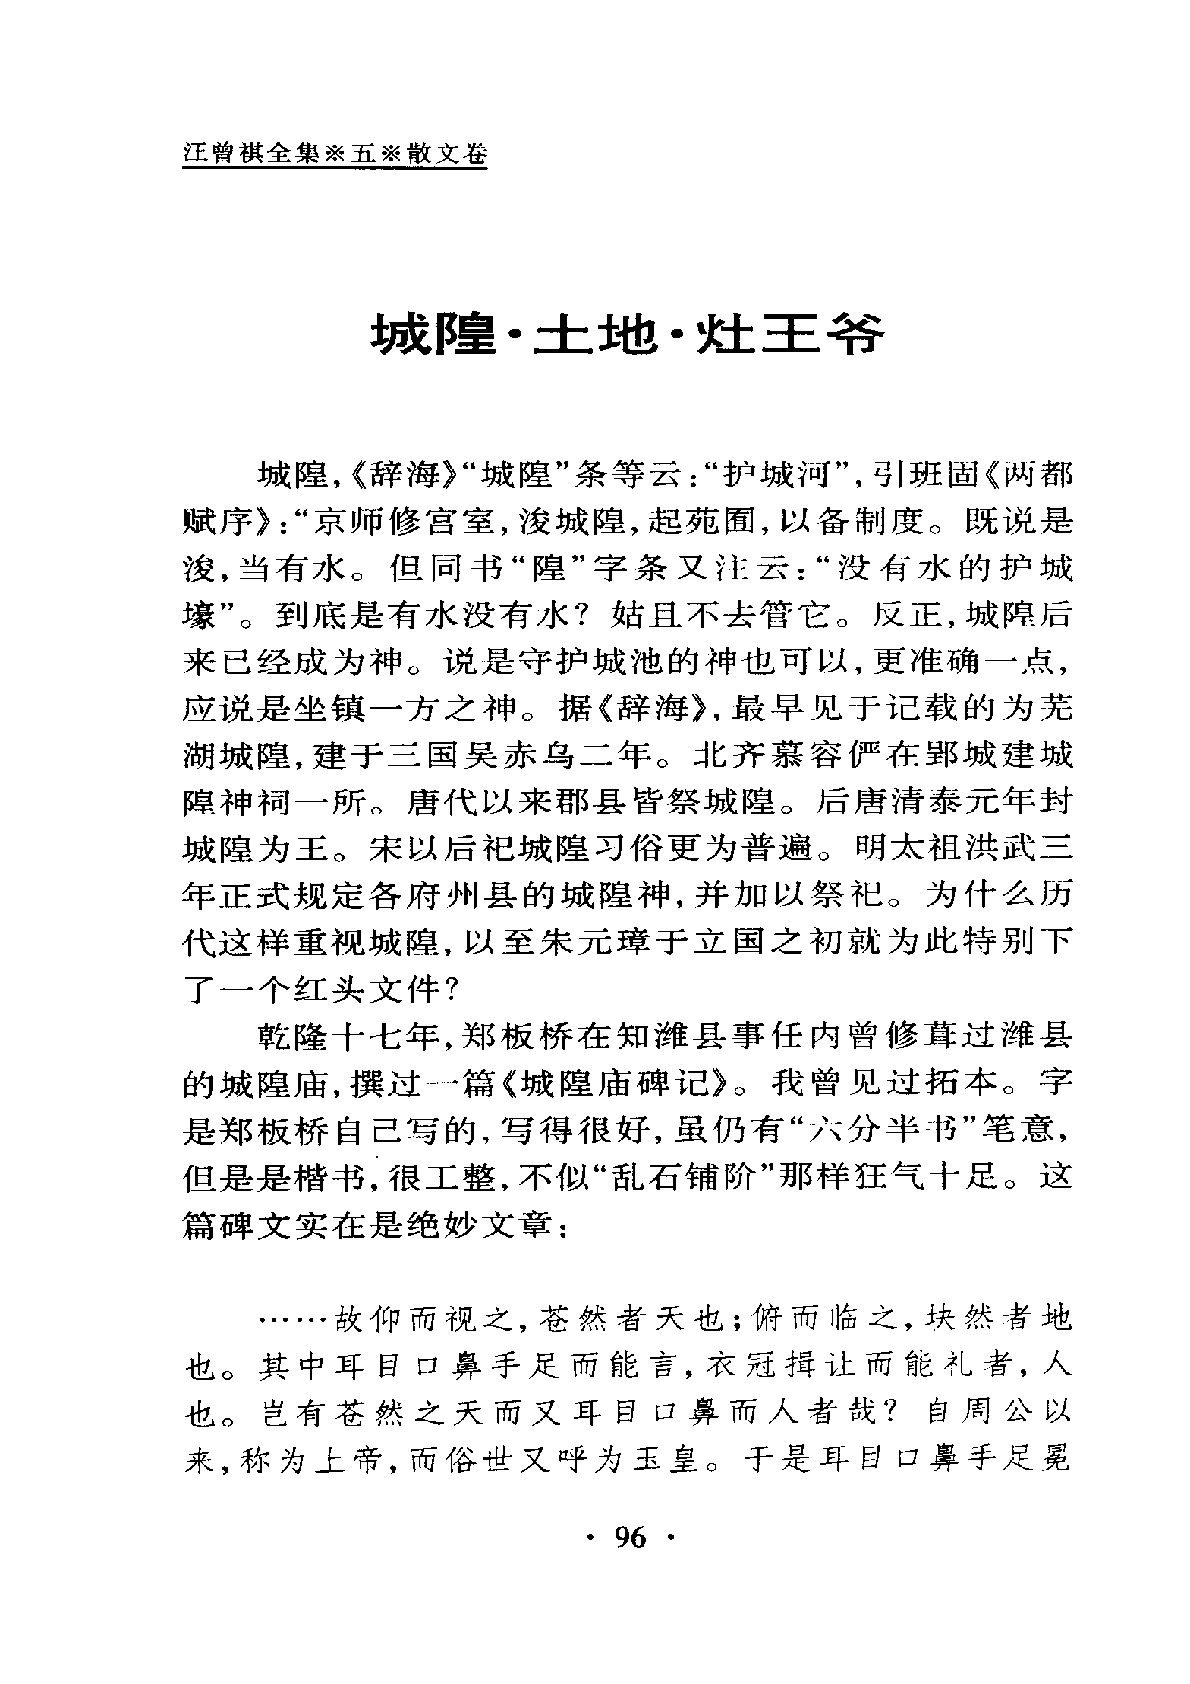 汪曾祺全集※五※散文卷
城隍·土地·灶王爷
城隍，《辞海》“城隍”条等云：“护城河”，引班固《两都
赋序》：“京师修宫室，浚城隍，起苑囿，以备制度。既说是
浚，当有水。但同书“隍”字条又注云：“没有水的护城
壕”。到底是有水没有水？姑且不去管它。反正，城隍后
来已经成为神。说是守护城池的神也可以，更准确一点，
应说是坐镇一方之神。据《辞海》，最早见于记载的为芜
湖城隍，建于三国吴赤乌二年。北齐慕容俨在郢城建城
隍神祠一所。唐代以来郡县皆祭城隍。后唐清泰元年封
城隍为王。宋以后祀城隍习俗更为普遍。明太祖洪武三
年正式规定各府州县的城隍神，并加以祭祀。为什么历
代这样重视城隍，以至朱元璋于立国之初就为此特别下
了一个红头文件？
乾隆十七年，郑板桥在知潍县事任内曾修葺过潍县
的城隍庙，撰过一篇《城隍庙碑记》。我曾见过拓本。字
是郑板桥自己写的，写得很好，虽仍有“六分半书”笔意，
但是是楷书，很工整，不似“乱石铺阶”那样狂气十足。这
篇碑文实在是绝妙文章：
……故仰而视之，苍然者天也；俯而临之，块然者地
也。其中耳目口鼻手足而能言，衣冠揖让而能礼者，人
也。岂有苍然之天而又耳目口鼻而人者哉？自周公以
来，称为上帝，而俗世又呼为玉皇。于是耳目口鼻手足冕
· 96 ·